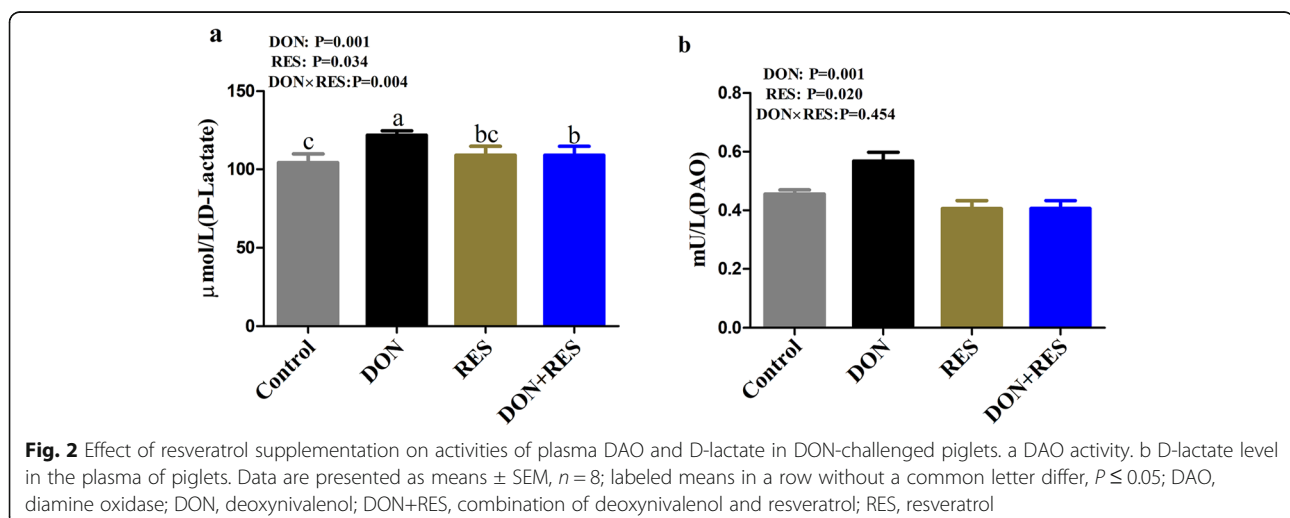 a
DON: P=0.001
RES: P=0.034
DON×RES:P=0.004
μmol/L(D-Lactate)
150
100
50
0
c
a
bc
b
Control
DON
RES
DON+RES
b
DON: P=0.001
RES: P=0.020
DON×RES:P=0.454
mU/L(DAO)
0.8
0.6
0.4
0.2
0.0
Control
DON
RES
DON+RES
Fig. 2 Effect of resveratrol supplementation on activities of plasma DAO and D-lactate in DON-challenged piglets. a DAO activity. b D-lactate level
in the plasma of piglets. Data are presented as means ± SEM, n = 8; labeled means in a row without a common letter differ, P ≤ 0.05; DAO,
diamine oxidase; DON, deoxynivalenol; DON+RES, combination of deoxynivalenol and resveratrol; RES, resveratrol